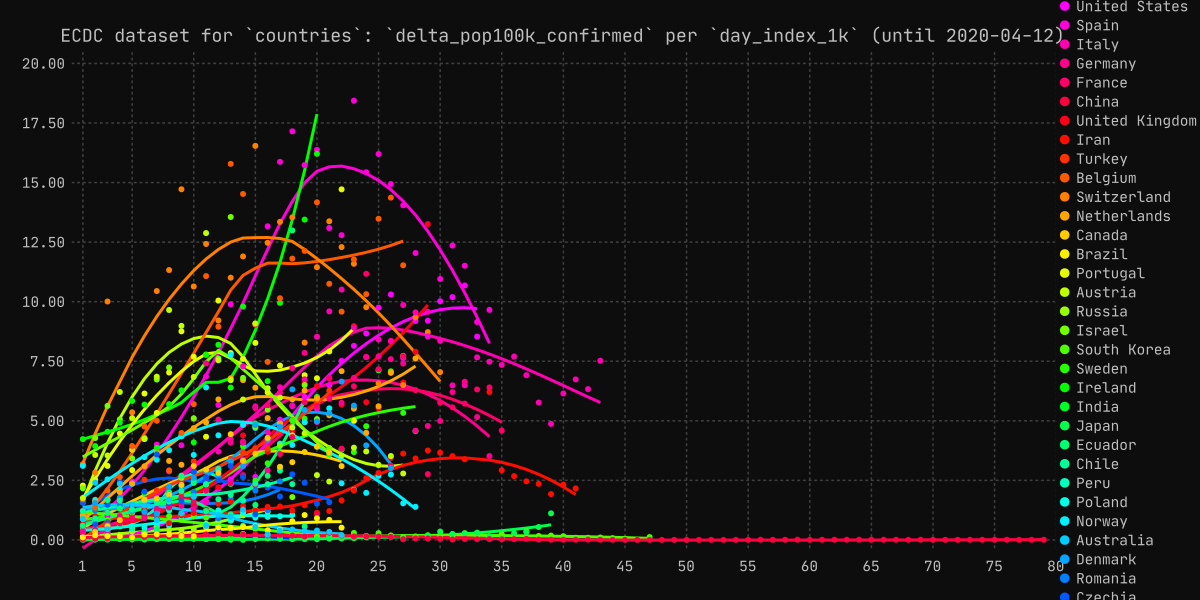 ECDC dataset for `countries`: `delta_pop100k_confirmed` per `day_index_1k` (until 2020-04-12)
20.00
17.50
15.00
12.50
10.00
7.50
5.00
2.50
0.00
1 5 10 15 20 25 30 35 40 45 50 55 60 65 70 75 80
United States
Spain
Italy
Germany
France
China
United Kingdom
Iran
Turkey
Belgium
Switzerland
Netherlands
Canada
Brazil
Portugal
Austria
Russia
Israel
South Korea
Sweden
Ireland
India
Japan
Ecuador
Chile
Peru
Poland
Norway
Australia
Denmark
Romania
Czechia